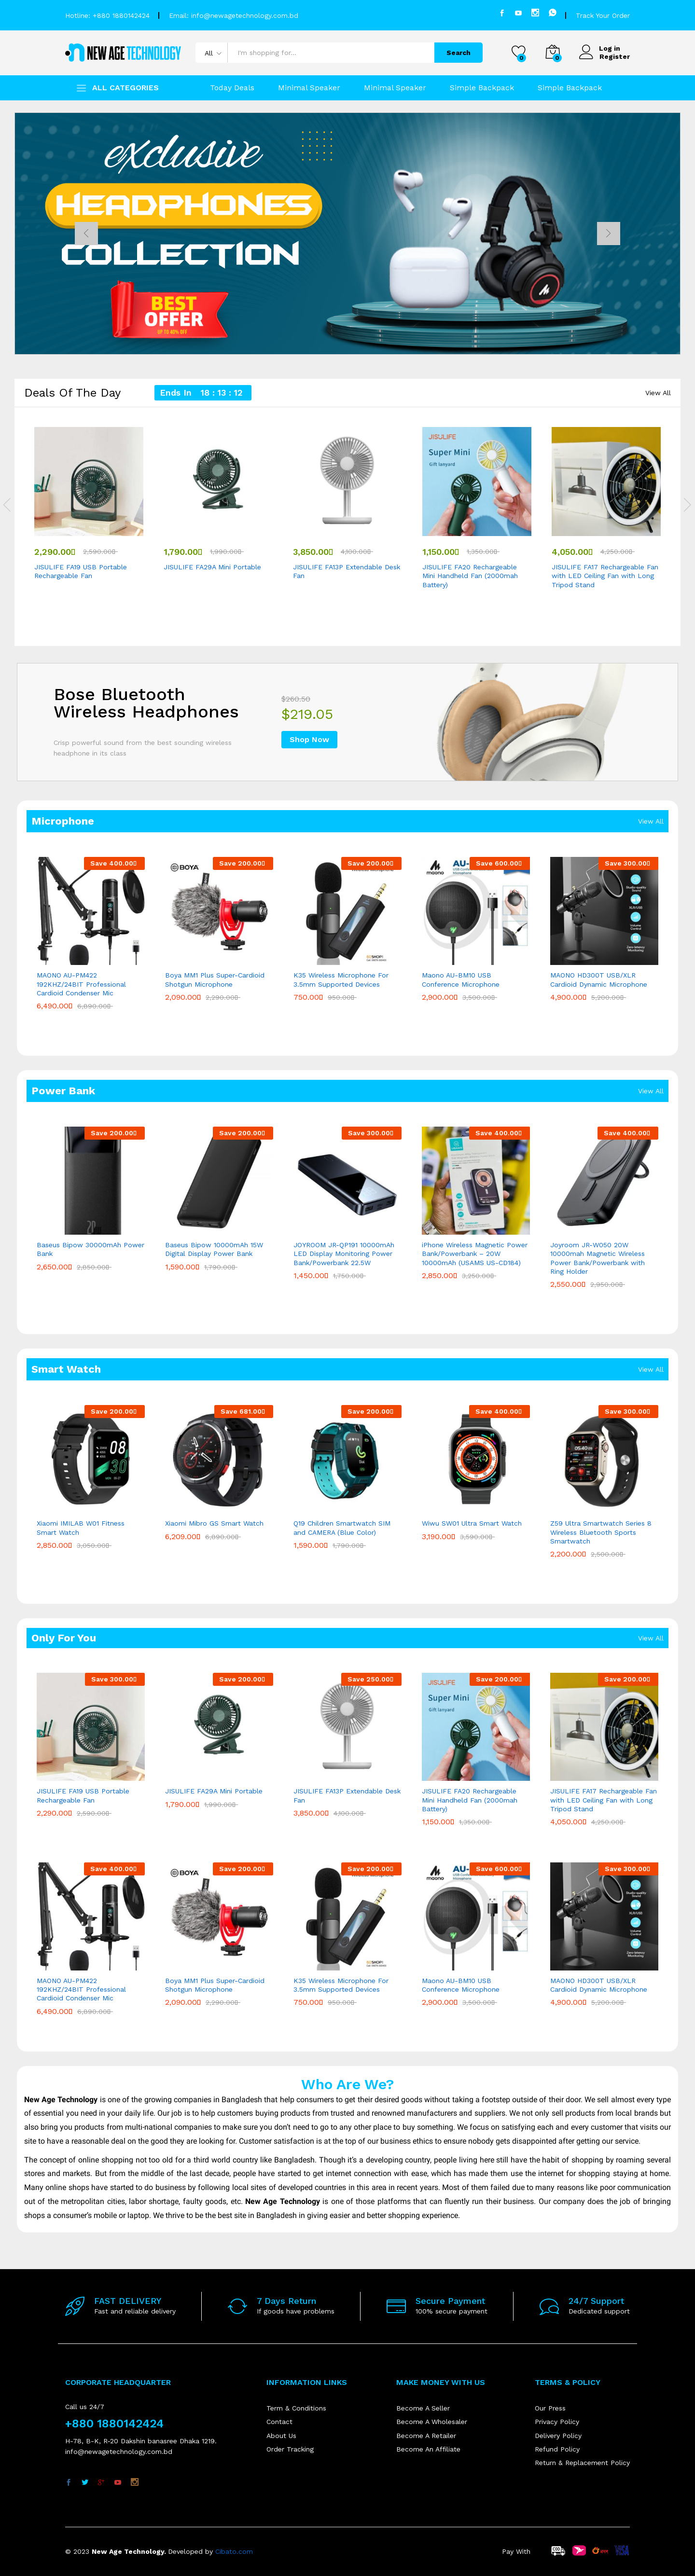 Hotline: +880 1880142424
Email: info@newagetechnology.com.bd
Track Your Order
NEW AGE TECHNOLOGY
All
I'm shopping for...
Search
0
0
Log in
Register
ALL CATEGORIES
Today Deals
Minimal Speaker
Minimal Speaker
Simple Backpack
Simple Backpack
exclusive
HEADPHONES
COLLECTION
BEST
OFFER
Deals Of The Day
Ends In 18 : 13 : 12
View All
JISULIFE
Super Mini
Gift lanyard
2,290.00 2,590.00
JISULIFE FA19 USB Portable
Rechargeable Fan
1,790.00 1,990.00
JISULIFE FA29A Mini Portable
3,850.00 4,100.00
JISULIFE FA13P Extendable Desk
Fan
1,150.00 1,350.00
JISULIFE FA20 Rechargeable
Mini Handheld Fan (2000mah
Battery)
4,050.00 4,250.00
JISULIFE FA17 Rechargeable Fan
with LED Ceiling Fan with Long
Tripod Stand
Bose Bluetooth
Wireless Headphones
Crisp powerful sound from the best sounding wireless
headphone in its class
$260.50
$219.05
Shop Now
Microphone
View All
Save 400.00
MAONO AU-PM422
192KHZ/24BIT Professional
Cardioid Condenser Mic
6,490.00 6,890.00
BOYA
Save 200.00
Boya MM1 Plus Super-Cardioid
Shotgun Microphone
2,090.00 2,290.00
Save 200.00
K35 Wireless Microphone For
3.5mm Supported Devices
750.00 950.00
maono
AU-
Save 600.00
Maono AU-BM10 USB
Conference Microphone
2,900.00 3,500.00
Save 300.00
MAONO HD300T USB/XLR
Cardioid Dynamic Microphone
4,900.00 5,200.00
Power Bank
View All
Save 200.00
Baseus Bipow 30000mAh Power
Bank
2,650.00 2,850.00
Save 200.00
Baseus Bipow 10000mAh 15W
Digital Display Power Bank
1,590.00 1,790.00
Save 300.00
JOYROOM JR-QP191 10000mAh
LED Display Monitoring Power
Bank/Powerbank 22.5W
1,450.00 1,750.00
Save 400.00
iPhone Wireless Magnetic Power
Bank/Powerbank – 20W
10000mAh (USAMS US-CD184)
2,850.00 3,250.00
Save 400.00
Joyroom JR-W050 20W
10000mah Magnetic Wireless
Power Bank/Powerbank with
Ring Holder
2,550.00 2,950.00
Smart Watch
View All
Save 200.00
Xiaomi IMILAB W01 Fitness
Smart Watch
2,850.00 3,050.00
Save 681.00
Xiaomi Mibro GS Smart Watch
6,209.00 6,890.00
Save 200.00
Q19 Children Smartwatch SIM
and CAMERA (Blue Color)
1,590.00 1,790.00
Save 400.00
Wiwu SW01 Ultra Smart Watch
3,190.00 3,590.00
Save 300.00
Z59 Ultra Smartwatch Series 8
Wireless Bluetooth Sports
Smartwatch
2,200.00 2,500.00
Only For You
View All
Save 300.00
JISULIFE FA19 USB Portable
Rechargeable Fan
2,290.00 2,590.00
Save 200.00
JISULIFE FA29A Mini Portable
1,790.00 1,990.00
Save 250.00
JISULIFE FA13P Extendable Desk
Fan
3,850.00 4,100.00
JISULIFE
Super Mini
Gift lanyard
Save 200.00
JISULIFE FA20 Rechargeable
Mini Handheld Fan (2000mah
Battery)
1,150.00 1,350.00
Save 200.00
JISULIFE FA17 Rechargeable Fan
with LED Ceiling Fan with Long
Tripod Stand
4,050.00 4,250.00
Save 400.00
MAONO AU-PM422
192KHZ/24BIT Professional
Cardioid Condenser Mic
6,490.00 6,890.00
BOYA
Save 200.00
Boya MM1 Plus Super-Cardioid
Shotgun Microphone
2,090.00 2,290.00
Save 200.00
K35 Wireless Microphone For
3.5mm Supported Devices
750.00 950.00
maono
AU-
Save 600.00
Maono AU-BM10 USB
Conference Microphone
2,900.00 3,500.00
Save 300.00
MAONO HD300T USB/XLR
Cardioid Dynamic Microphone
4,900.00 5,200.00
Who Are We?
New Age Technology is one of the growing companies in Bangladesh that help consumers to get their desired goods without taking a footstep outside of their door. We sell almost every type
of essential you need in your daily life. Our job is to help customers buying products from trusted and renowned manufacturers and suppliers. We not only sell products from local brands but
also bring you products from multi-national companies to make sure you don't need to go to any other place to buy something. We focus on satisfying each and every customer that visits our
site to have a reasonable deal on the good they are looking for. Customer satisfaction is at the top of our business ethics to ensure nobody gets disappointed after getting our service.
The concept of online shopping not too old for a third world country like Bangladesh. Though it's a developing country, people living here still have the habit of shopping by roaming several
stores and markets. But from the middle of the last decade, people have started to get internet connection with ease, which has made them use the internet for shopping staying at home.
Many online shops have started to do business by following local sites of developed countries in this area in recent years. Most of them failed due to many reasons like poor communication
out of the metropolitan cities, labor shortage, faulty goods, etc. New Age Technology is one of those platforms that can fluently run their business. Our company does the job of bringing
shops a consumer's mobile or laptop. We thrive to be the best site in Bangladesh in giving easier and better shopping experience.
FAST DELIVERY
Fast and reliable delivery
7 Days Return
If goods have problems
Secure Payment
100% secure payment
24/7 Support
Dedicated support
CORPORATE HEADQUARTER
Call us 24/7
+880 1880142424
H-78, B-K, R-20 Dakshin banasree Dhaka 1219.
info@newagetechnology.com.bd
INFORMATION LINKS
Term & Conditions
Contact
About Us
Order Tracking
MAKE MONEY WITH US
Become A Seller
Become A Wholesaler
Become A Retailer
Become An Affiliate
TERMS & POLICY
Our Press
Privacy Policy
Delivery Policy
Refund Policy
Return & Replacement Policy
© 2023 New Age Technology. Developed by Cibato.com
Pay With
VISA